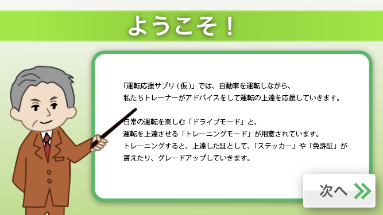 ようこそ！
「運転応援サプリ（仮）」では、自動車を運転しながら、
私たちトレーナーがアドバイスをして運転の上達を応援していきます。
日常の運転を楽しむ「ドライブモード」と、
運転を上達させる「トレーニングモード」が用意されています。
トレーニングすると、上達した証として、「ステッカー」や「免許証」が
貰えたり、グレードアップしていきます。
次へ